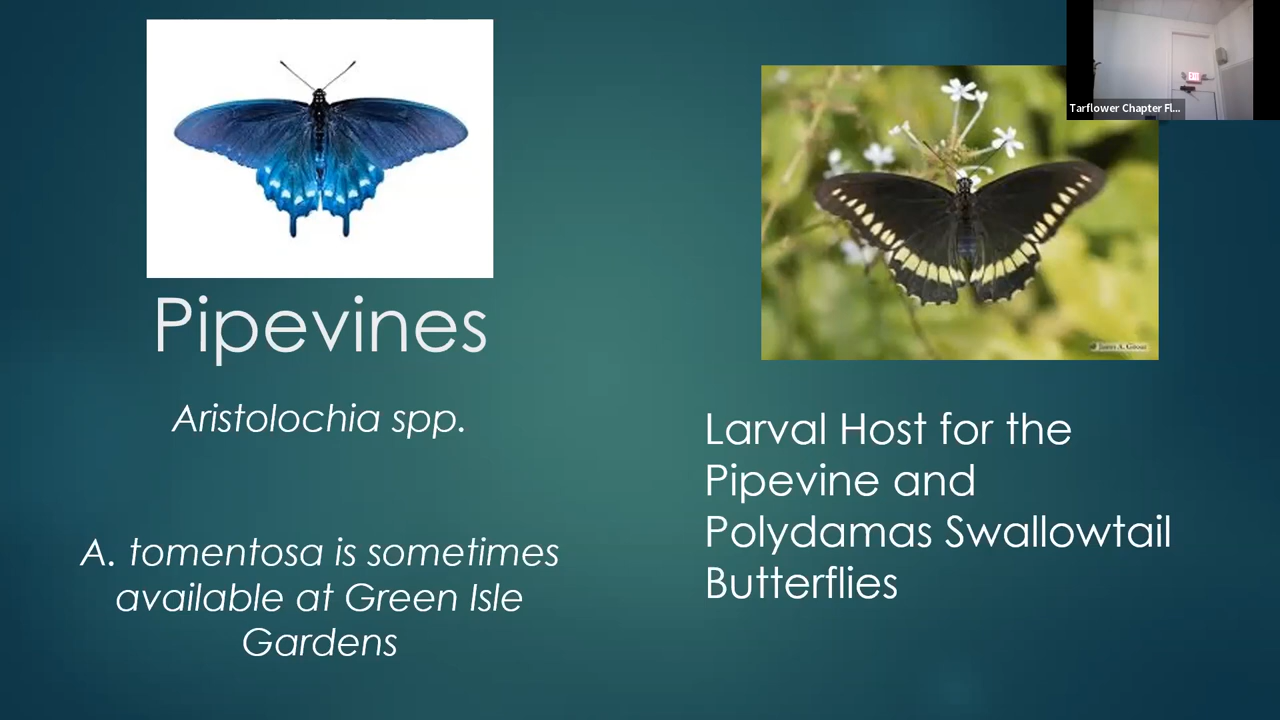 Tarflower Chapter Fl...
EXIT
Pipevines
Aristolochia spp.
A. tomentosa is sometimes
available at Green Isle
Gardens
Larval Host for the
Pipevine and
Polydamas Swallowtail
Butterflies